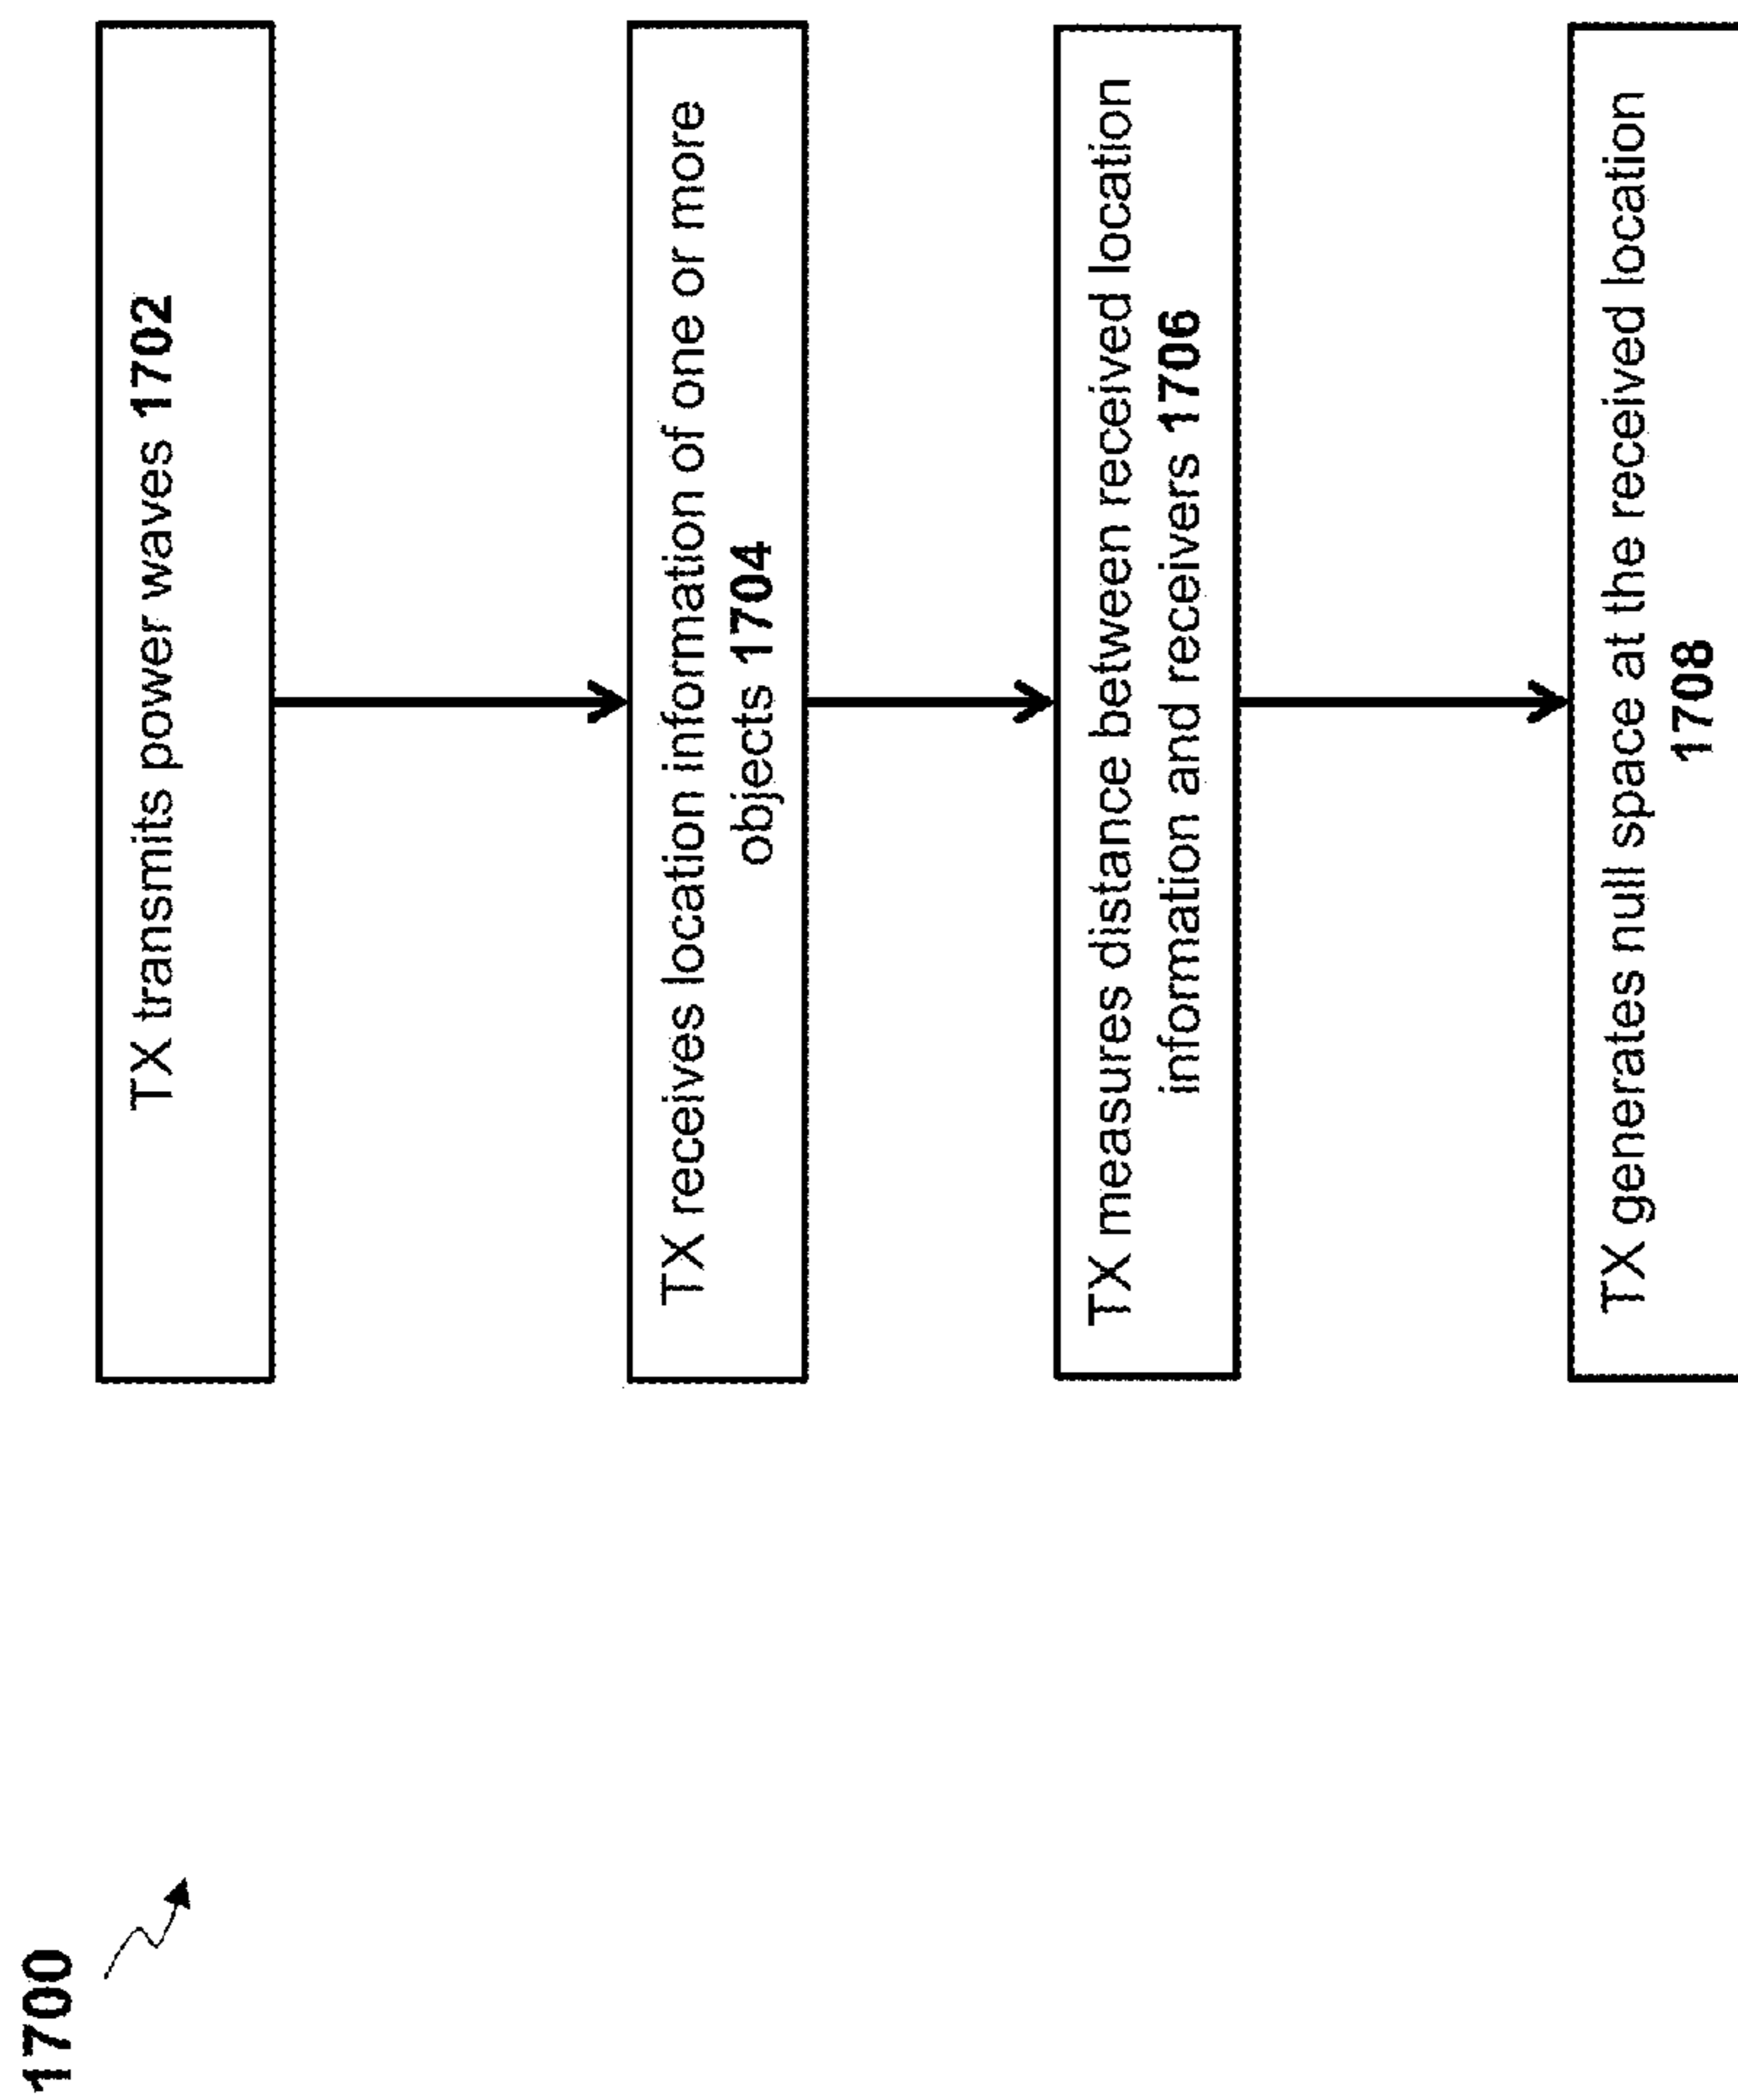 1700
TX transmits power waves 1702
TX receives location information of one or more
objects 1704
TX measures distance between received location
information and receivers 1706
TX generates null space at the received location
1708